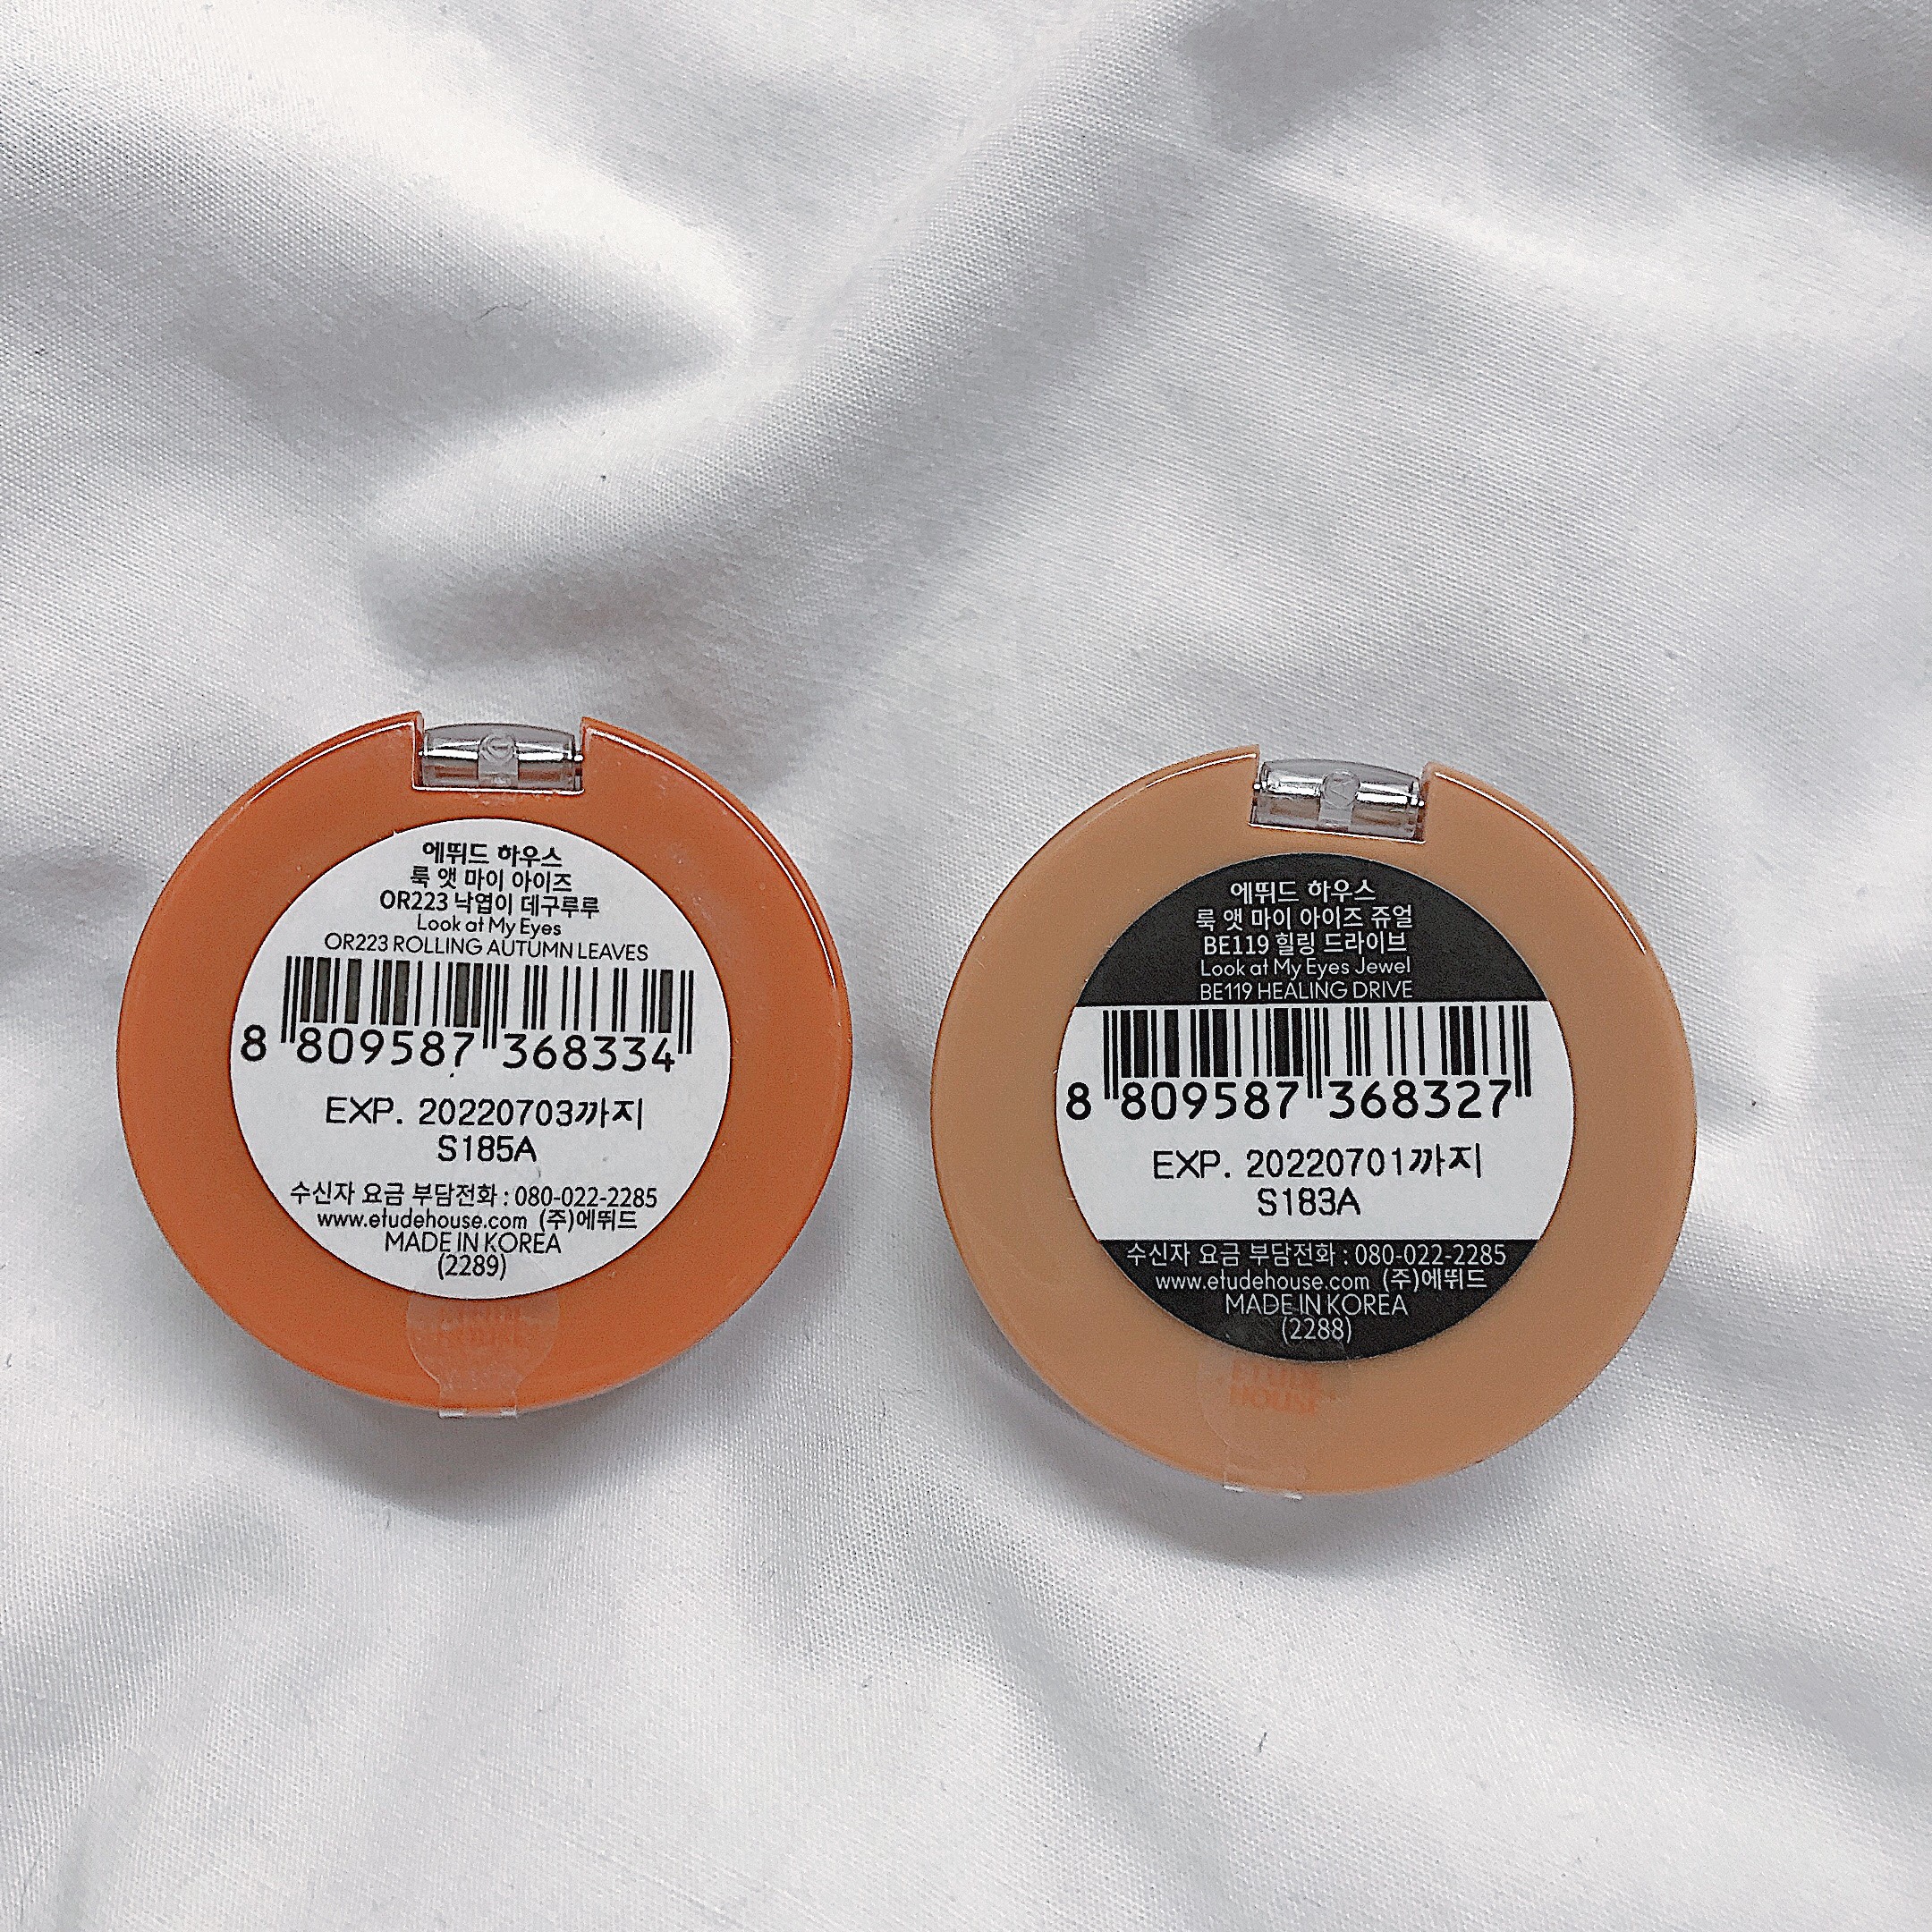 에뛰드 하우스
룩 앳 마이 아이즈
OR223 낙엽이 데구루루
Look at My Eyes
OR223 ROLLING AUTUMN LEAVES
8 809587 368334
EXP. 20220703까지
S185A
수신자 요금 부담전화 : 080-022-2285
www.etudehouse.com (주)에뛰드
MADE IN KOREA
(2289)
에뛰드 하우스
룩 앳 마이 아이즈 쥬얼
BE119 힐링 드라이브
Look at My Eyes Jewel
BE119 HEALING DRIVE
8 809587 368327
EXP. 20220701까지
S183A
수신자 요금 부담전화 : 080-022-2285
www.etudehouse.com (주)에뛰드
MADE IN KOREA
(2288)
ETUDE
HOUSE